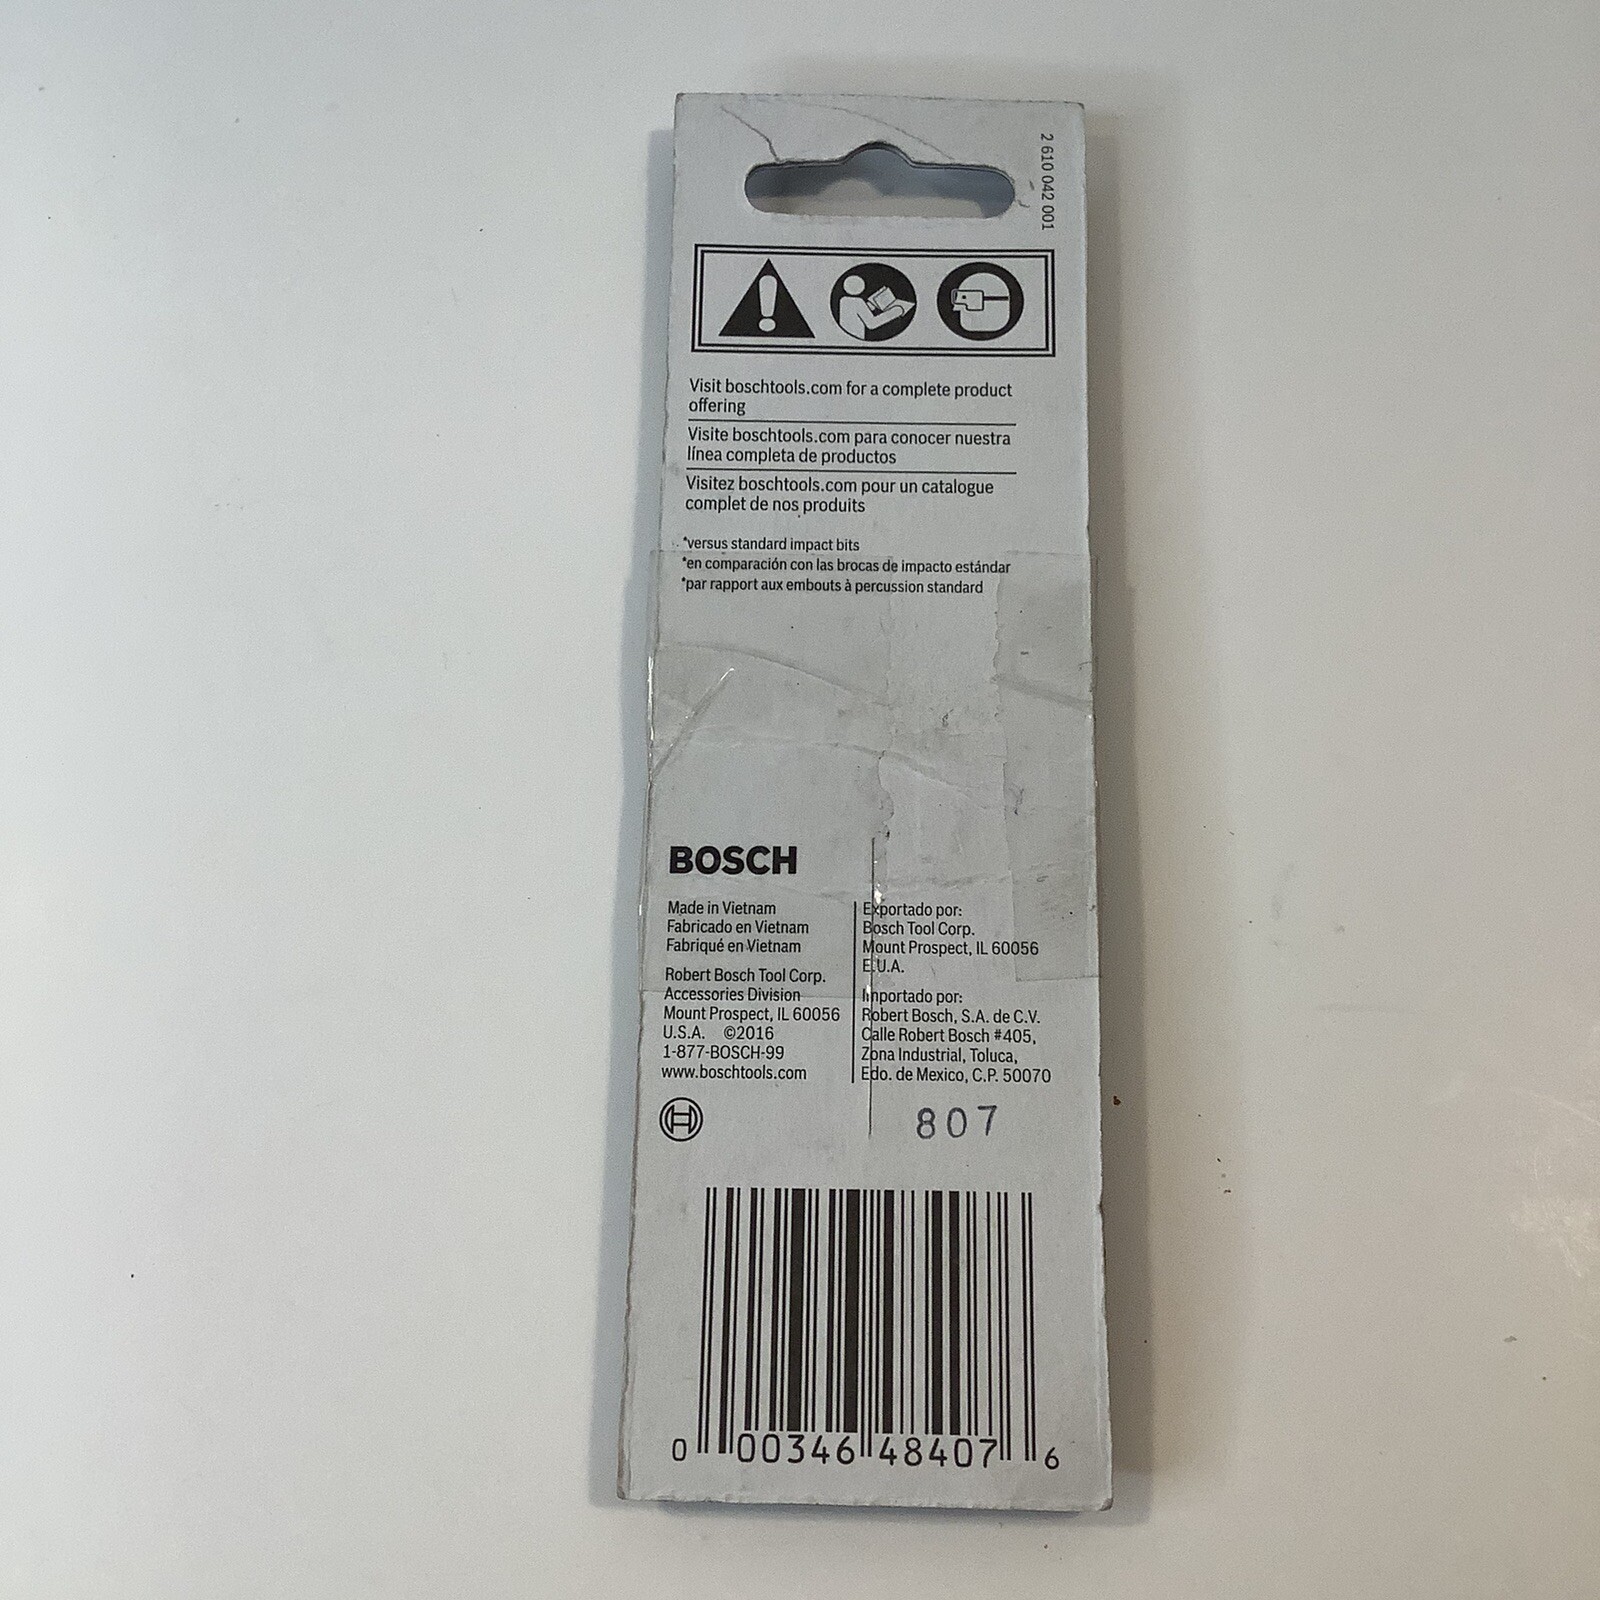 2 610 042 001
Visit boschtools.com for a complete product
offering
Visite boschtools.com para conocer nuestra
línea completa de productos
Visitez boschtools.com pour un catalogue
complet de nos produits
*versus standard impact bits
*en comparación con las brocas de impacto estándar
*par rapport aux embouts à percussion standard
BOSCH
Made in Vietnam
Fabricado en Vietnam
Fabriqué en Vietnam
Robert Bosch Tool Corp.
Accessories Division
Mount Prospect, IL 60056
U.S.A. ©2016
1-877-BOSCH-99
www.boschtools.com
Exportado por:
Bosch Tool Corp.
Mount Prospect, IL 60056
E.U.A.
Importado por:
Robert Bosch, S.A. de C.V.
Calle Robert Bosch #405,
Zona Industrial, Toluca,
Edo. de Mexico, C.P. 50070
807
0 00346 48407 6